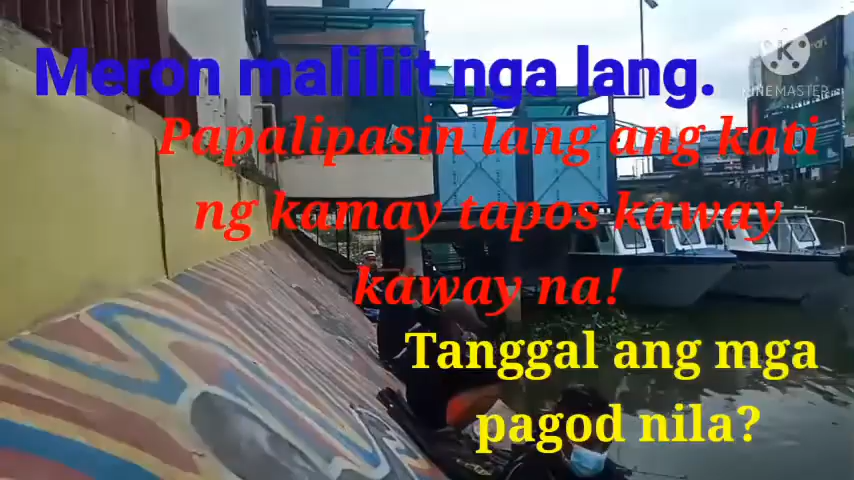 Meron maliliit nga lang.
Papalipasin lang ang kati
ng kamay tapos kaway
kaway na!
Tanggal ang mga
pagod nila?
KINEMASTER